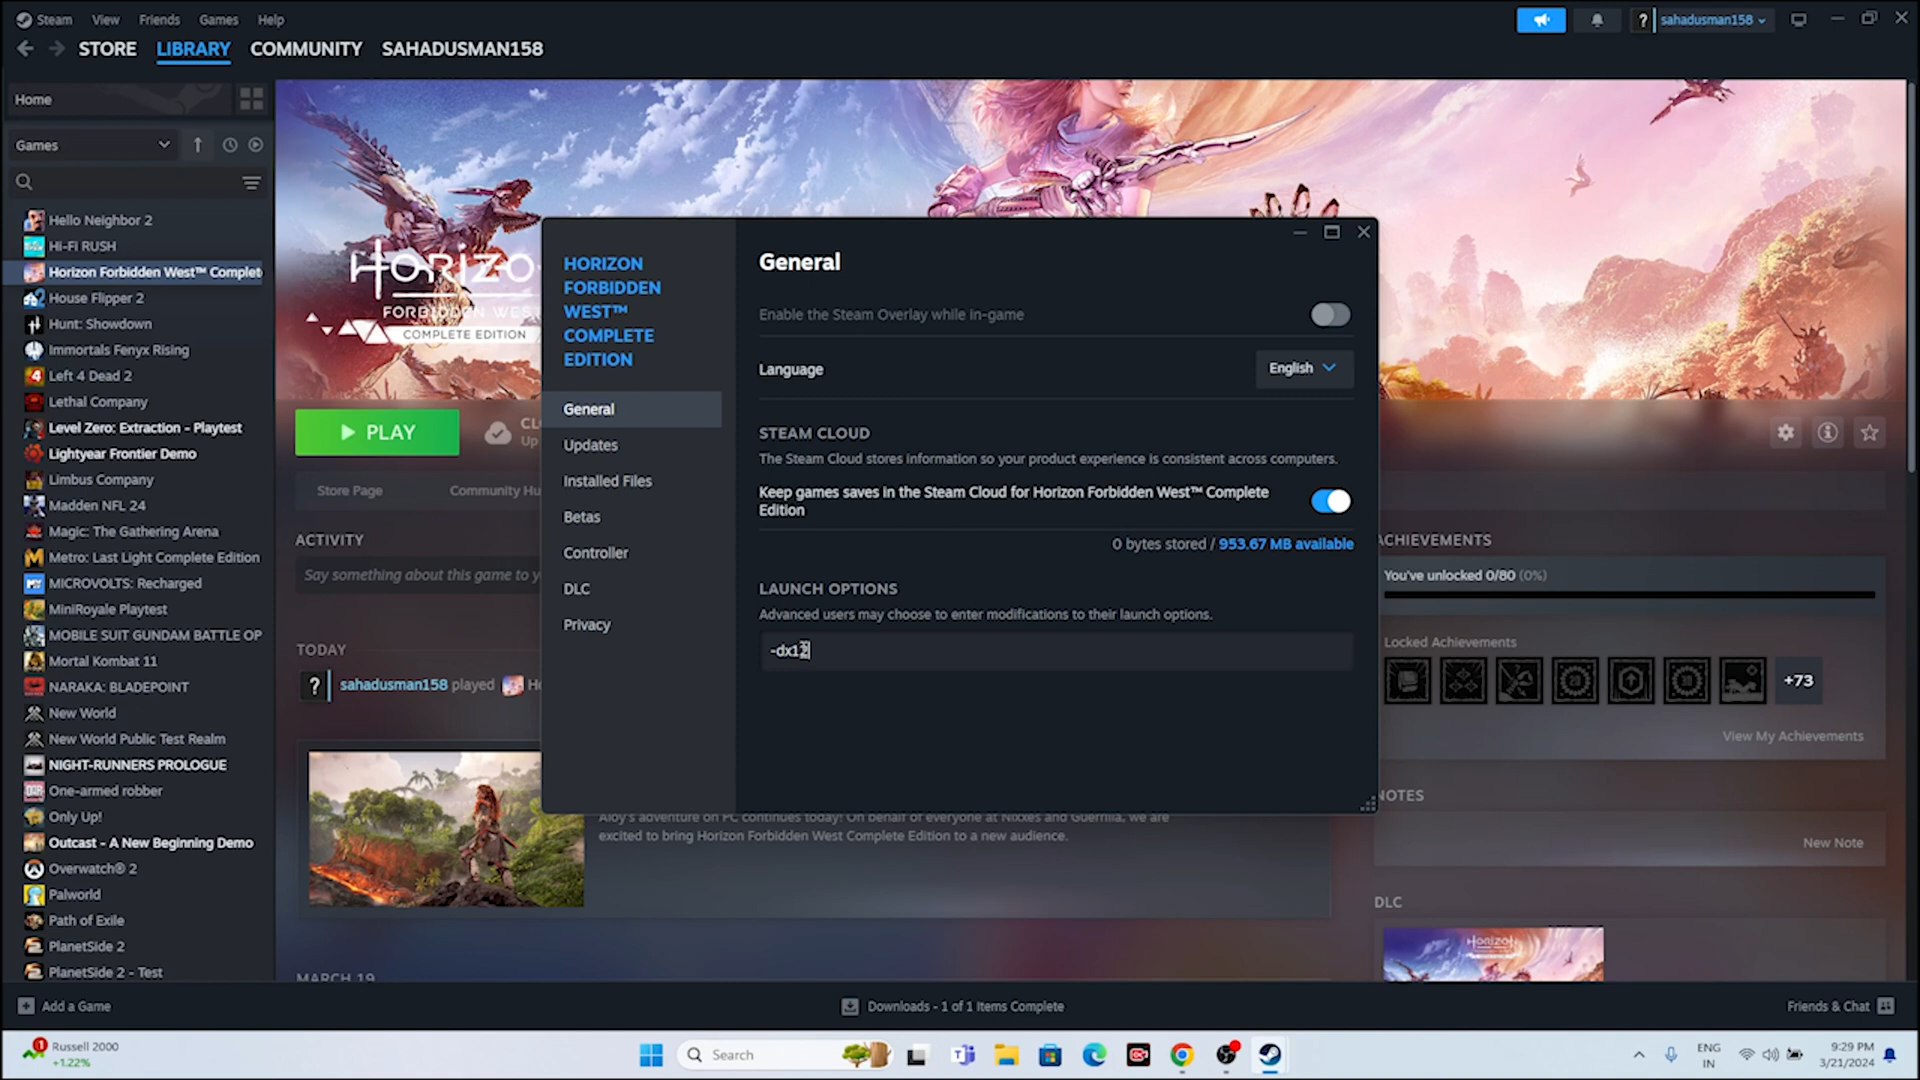 Steam View Friends Games Help
? sahadusman158
STORE LIBRARY COMMUNITY SAHADUSMAN158
Home
Games
Hello Neighbor 2
Hi-Fi RUSH
Horizon Forbidden West™ Complet
House Flipper 2
Hunt: Showdown
Immortals Fenyx Rising
Left 4 Dead 2
Lethal Company
Level Zero: Extraction - Playtest
Lightyear Frontier Demo
Limbus Company
Madden NFL 24
Magic: The Gathering Arena
Metro: Last Light Complete Edition
MICROVOLTS: Recharged
MiniRoyale Playtest
MOBILE SUIT GUNDAM BATTLE OP
Mortal Kombat 11
NARAKA: BLADEPOINT
New World
New World Public Test Realm
NIGHT-RUNNERS PROLOGUE
One-armed robber
Only Up!
Outcast - A New Beginning Demo
Overwatch® 2
Palworld
Path of Exile
PlanetSide 2
PlanetSide 2 - Test
HORIZO
FORBIDDEN WEST
COMPLETE EDITION
PLAY
CL
Up
Store Page Community Hu
ACTIVITY
Say something about this game to y
TODAY
? sahadusman158 played Ho
Aloy's adventure on PC continues today! On behalf of everyone at Nixxes and Guerrilla, we are
excited to bring Horizon Forbidden West Complete Edition to a new audience.
MARCH 19
HORIZON
FORBIDDEN
WEST™
COMPLETE
EDITION
General
Updates
Installed Files
Betas
Controller
DLC
Privacy
General
Enable the Steam Overlay while in-game
Language English
STEAM CLOUD
The Steam Cloud stores information so your product experience is consistent across computers.
Keep games saves in the Steam Cloud for Horizon Forbidden West™ Complete
Edition
0 bytes stored / 953.67 MB available
LAUNCH OPTIONS
Advanced users may choose to enter modifications to their launch options.
-dx12
ACHIEVEMENTS
You've unlocked 0/80 (0%)
Locked Achievements
+73
View My Achievements
NOTES
New Note
DLC
HORIZON
Add a Game
Downloads - 1 of 1 Items Complete
Friends & Chat
1
Russell 2000
+1.22%
Search
ENG
IN
9:29 PM
3/21/2024